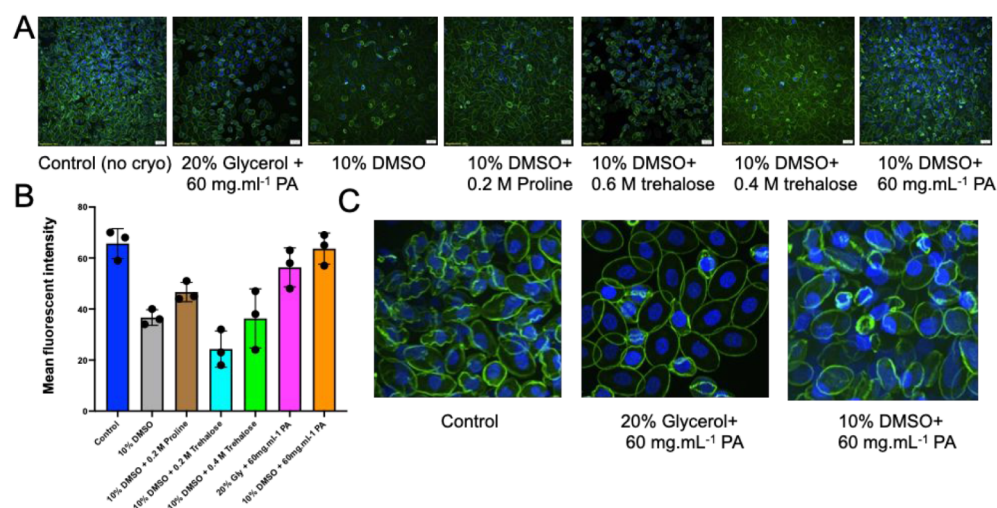 A
Control (no cryo)
20% Glycerol +
60 mg.ml-1 PA
10% DMSO
10% DMSO+
0.2 M Proline
10% DMSO+
0.6 M trehalose
10% DMSO+
0.4 M trehalose
10% DMSO+
60 mg.mL-1 PA
B
Mean fluorescent intensity
80
60
40
20
0
Control
10% DMSO
10% DMSO + 0.2 M Proline
10% DMSO + 0.2 M Trehalose
10% DMSO + 0.4 M Trehalose
20% Gly + 60mg.ml-1 PA
10% DMSO + 60mg.ml-1 PA
C
Control
20% Glycerol+
60 mg.mL-1 PA
10% DMSO+
60 mg.mL-1 PA